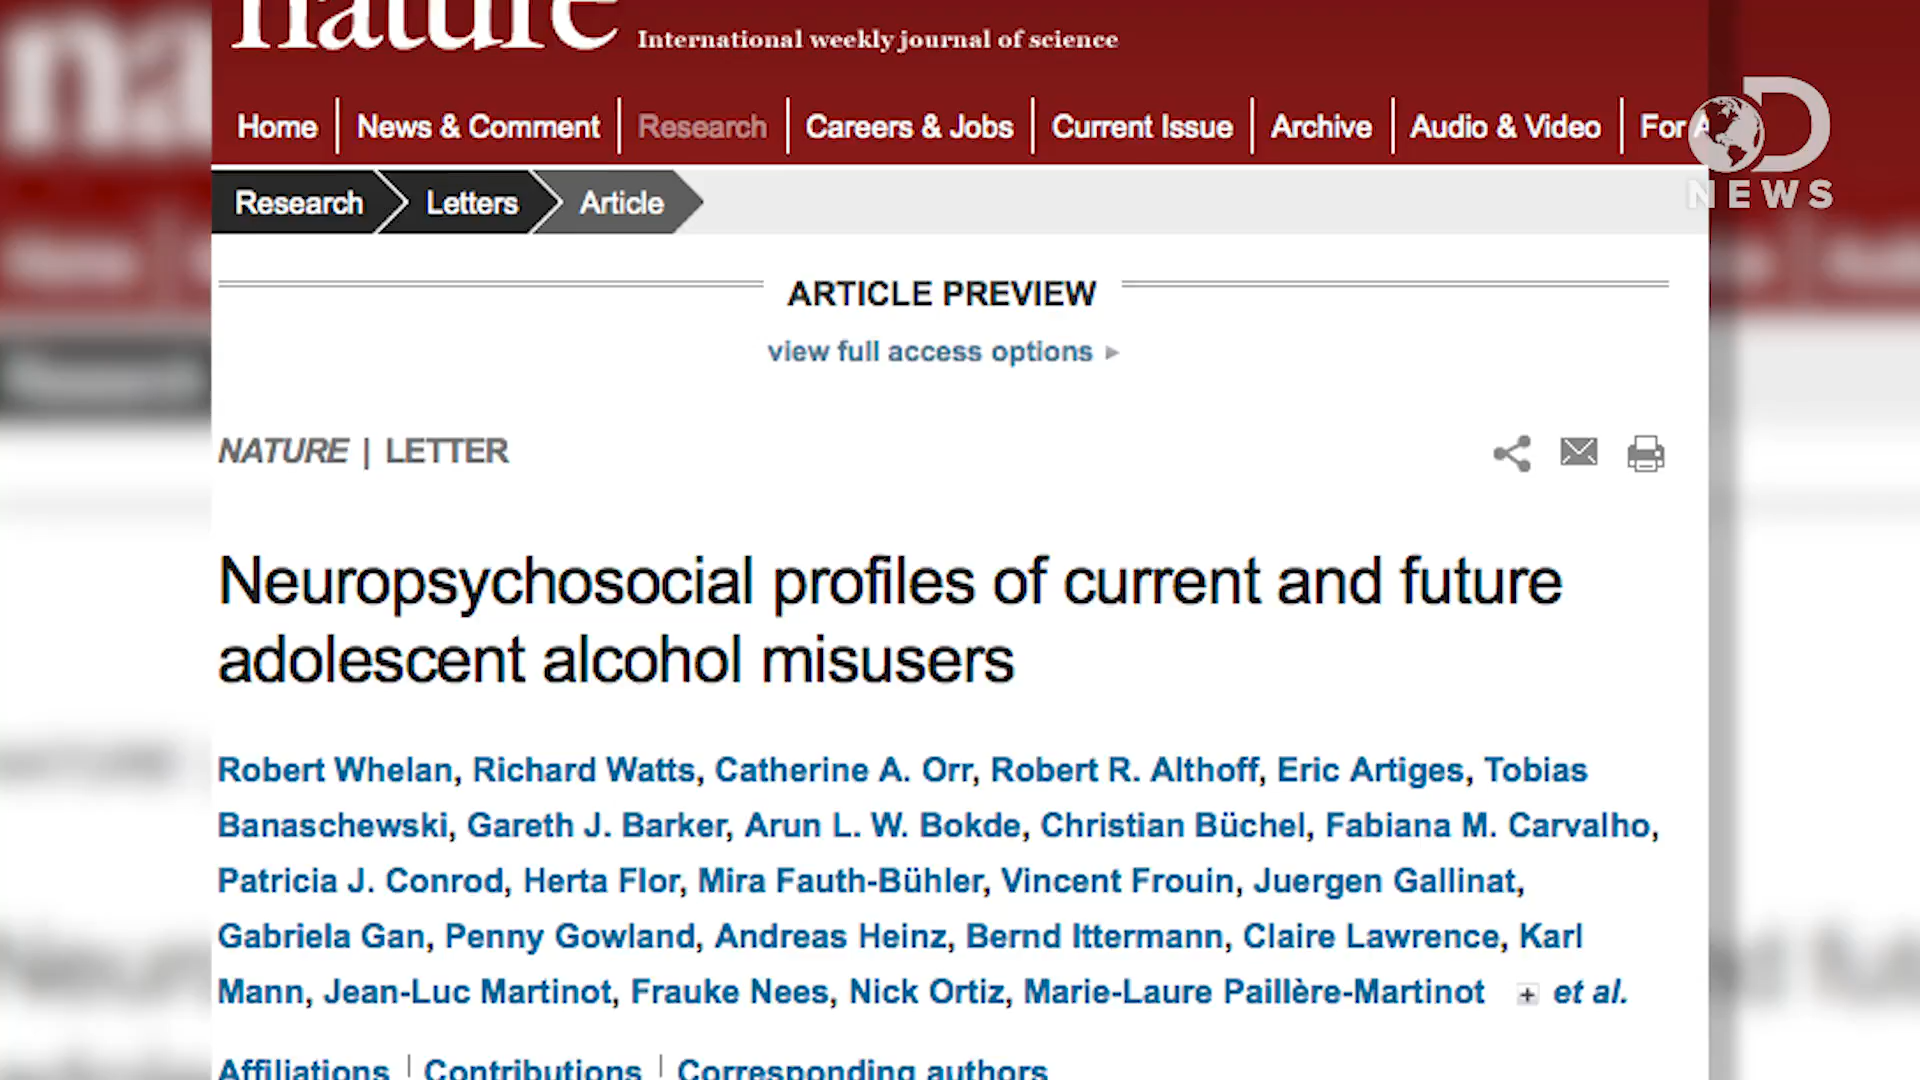 nature International weekly journal of science
Home News & Comment Research Careers & Jobs Current Issue Archive Audio & Video For A
NEWS
Research Letters Article
ARTICLE PREVIEW
view full access options
NATURE | LETTER
Neuropsychosocial profiles of current and future
adolescent alcohol misusers
Robert Whelan, Richard Watts, Catherine A. Orr, Robert R. Althoff, Eric Artiges, Tobias
Banaschewski, Gareth J. Barker, Arun L. W. Bokde, Christian Büchel, Fabiana M. Carvalho,
Patricia J. Conrod, Herta Flor, Mira Fauth-Bühler, Vincent Frouin, Juergen Gallinat,
Gabriela Gan, Penny Gowland, Andreas Heinz, Bernd Ittermann, Claire Lawrence, Karl
Mann, Jean-Luc Martinot, Frauke Nees, Nick Ortiz, Marie-Laure Paillère-Martinot + et al.
Affiliations | Contributions | Corresponding authors